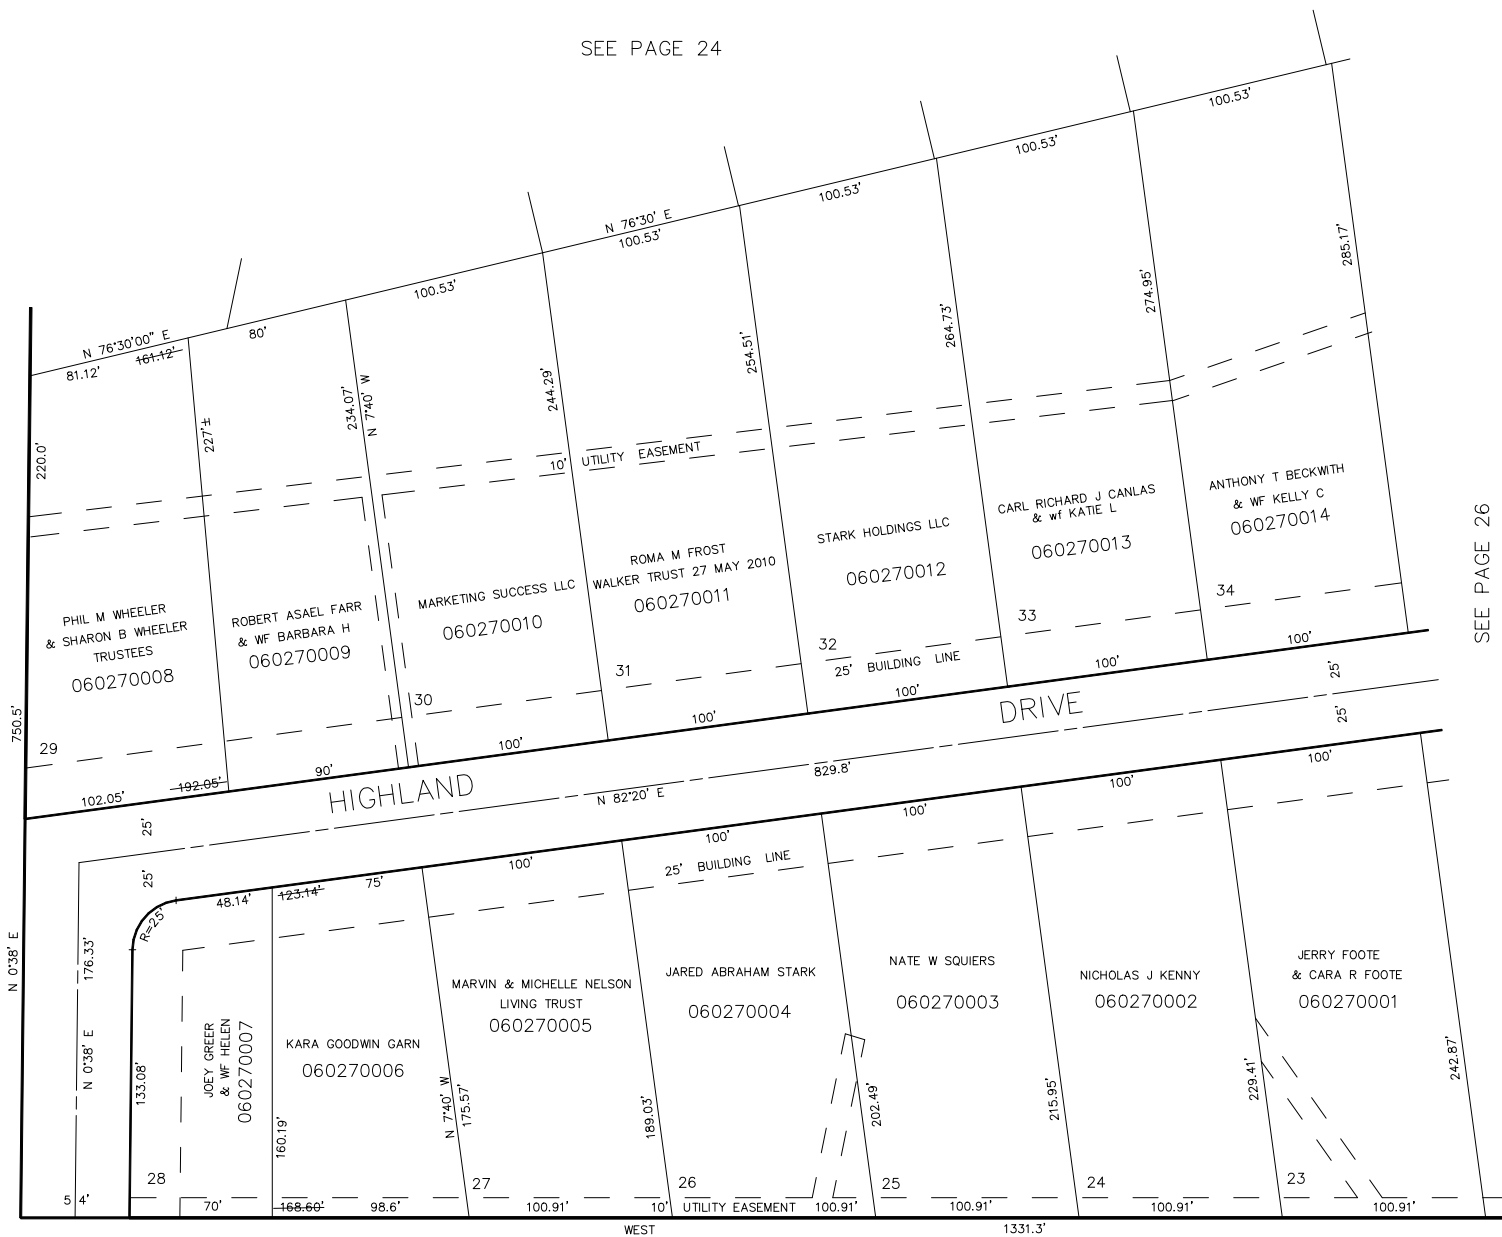 SEE PAGE 24
100.53'
100.53'
100.53'
N 76°30' E
100.53'
100.53'
N 76°30'00" E
161.12'
81.12'
80'
220.0'
227'±
234.07'
N 7°40' W
244.29'
254.51'
264.73'
274.95'
285.17'
10' UTILITY EASEMENT
PHIL M WHEELER
& SHARON B WHEELER
TRUSTEES
060270008
ROBERT ASAEL FARR
& WF BARBARA H
060270009
MARKETING SUCCESS LLC
060270010
ROMA M FROST
WALKER TRUST 27 MAY 2010
060270011
STARK HOLDINGS LLC
060270012
CARL RICHARD J CANLAS
& wf KATIE L
060270013
ANTHONY T BECKWITH
& WF KELLY C
060270014
SEE PAGE 26
29
30
31
32
33
34
25' BUILDING LINE
750.5'
102.05'
192.05'
90'
100'
100'
100'
100'
100'
25'
25'
HIGHLAND DRIVE
N 82°20' E
829.8'
25'
25'
R=25'
48.14'
123.14'
75'
100'
100'
100'
100'
100'
25' BUILDING LINE
N 0°38' E
176.33'
N 0°38' E
133.08'
JOEY GREER
& WF HELEN
060270007
KARA GOODWIN GARN
060270006
MARVIN & MICHELLE NELSON
LIVING TRUST
060270005
JARED ABRAHAM STARK
060270004
NATE W SQUIERS
060270003
NICHOLAS J KENNY
060270002
JERRY FOOTE
& CARA R FOOTE
060270001
160.19'
N 7°40' W
175.57'
189.03'
202.49'
215.95'
229.41'
242.87'
28
27
26
25
24
23
70'
168.60'
98.6'
100.91'
10' UTILITY EASEMENT
100.91'
100.91'
100.91'
100.91'
WEST
1331.3'